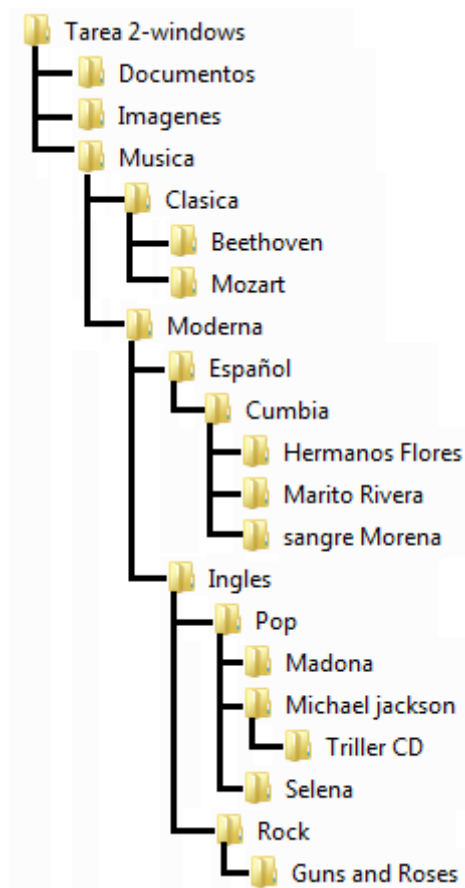 Tarea 2-windows
Documentos
Imagenes
Musica
Clasica
Beethoven
Mozart
Moderna
Español
Cumbia
Hermanos Flores
Marito Rivera
sangre Morena
Ingles
Pop
Madona
Michael jackson
Triller CD
Selena
Rock
Guns and Roses